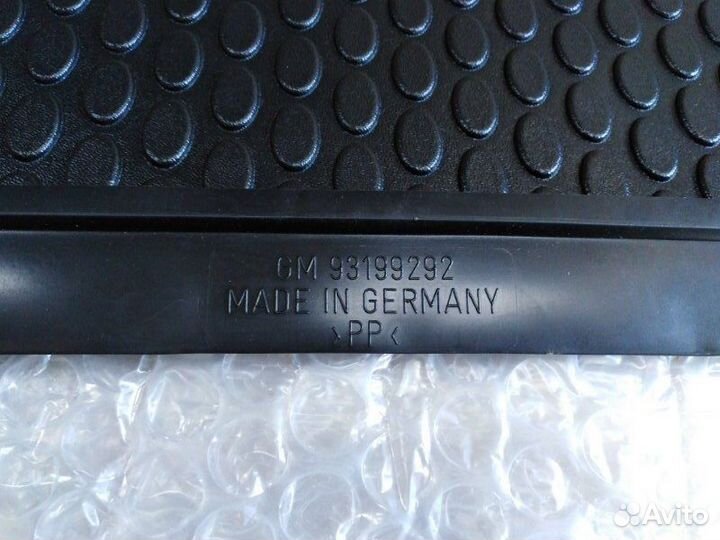 GM 93199292
MADE IN GERMANY
>PP<
Avito